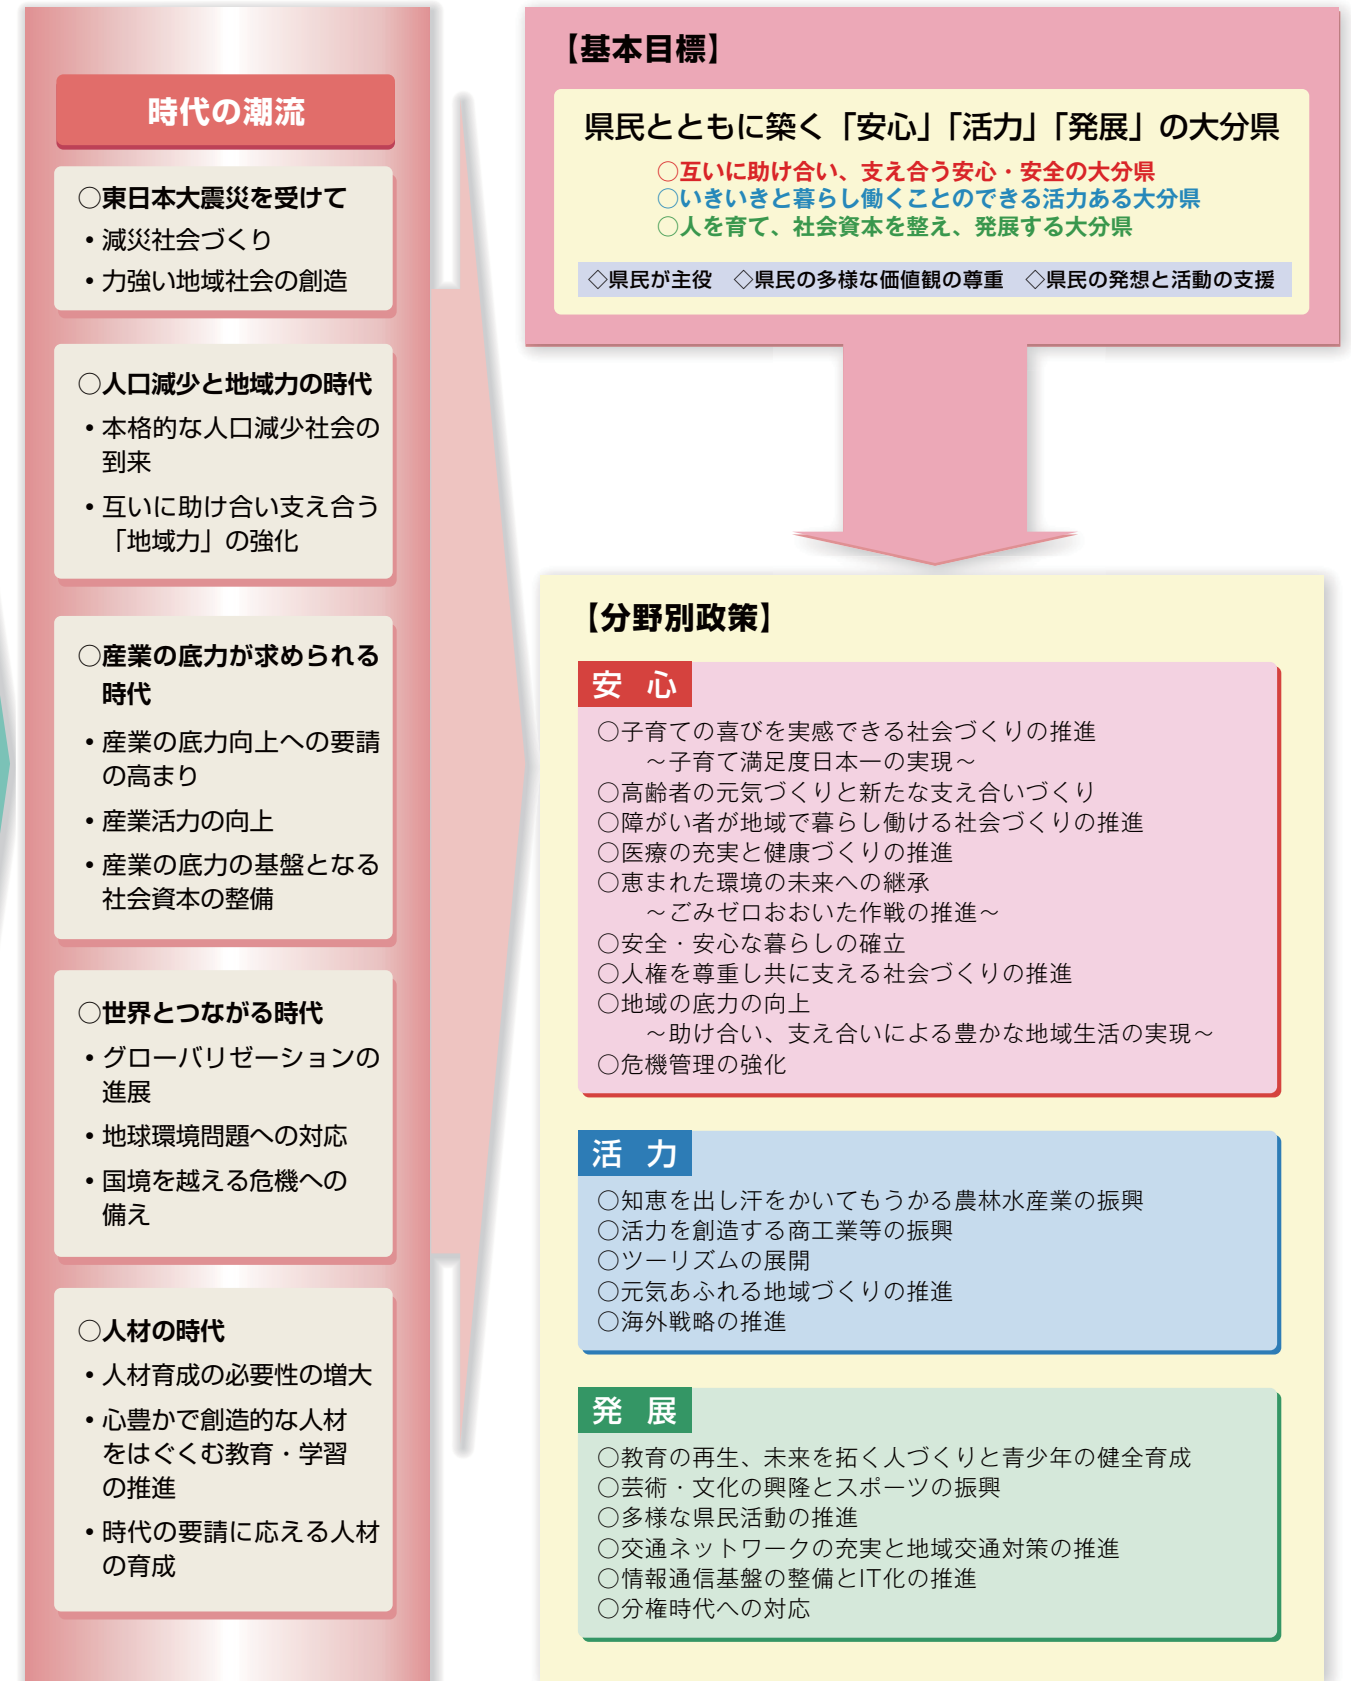 時代の潮流
○東日本大震災を受けて
・減災社会づくり
・力強い地域社会の創造
○人口減少と地域力の時代
・本格的な人口減少社会の
到来
・互いに助け合い支え合う
「地域力」の強化
○産業の底力が求められる
時代
・産業の底力向上への要請
の高まり
・産業活力の向上
・産業の底力の基盤となる
社会資本の整備
○世界とつながる時代
・グローバリゼーションの
進展
・地球環境問題への対応
・国境を越える危機への
備え
○人材の時代
・人材育成の必要性の増大
・心豊かで創造的な人材
をはぐくむ教育・学習
の推進
・時代の要請に応える人材
の育成
【基本目標】
県民とともに築く「安心」「活力」「発展」の大分県
○互いに助け合い、支え合う安心・安全の大分県
○いきいきと暮らし働くことのできる活力ある大分県
○人を育て、社会資本を整え、発展する大分県
◇県民が主役　◇県民の多様な価値観の尊重　◇県民の発想と活動の支援
【分野別政策】
安 心
○子育ての喜びを実感できる社会づくりの推進
～子育て満足度日本一の実現～
○高齢者の元気づくりと新たな支え合いづくり
○障がい者が地域で暮らし働ける社会づくりの推進
○医療の充実と健康づくりの推進
○恵まれた環境の未来への継承
～ごみゼロおおいた作戦の推進～
○安全・安心な暮らしの確立
○人権を尊重し共に支える社会づくりの推進
○地域の底力の向上
～助け合い、支え合いによる豊かな地域生活の実現～
○危機管理の強化
活 力
○知恵を出し汗をかいてもうかる農林水産業の振興
○活力を創造する商工業等の振興
○ツーリズムの展開
○元気あふれる地域づくりの推進
○海外戦略の推進
発 展
○教育の再生、未来を拓く人づくりと青少年の健全育成
○芸術・文化の興隆とスポーツの振興
○多様な県民活動の推進
○交通ネットワークの充実と地域交通対策の推進
○情報通信基盤の整備とIT化の推進
○分権時代への対応